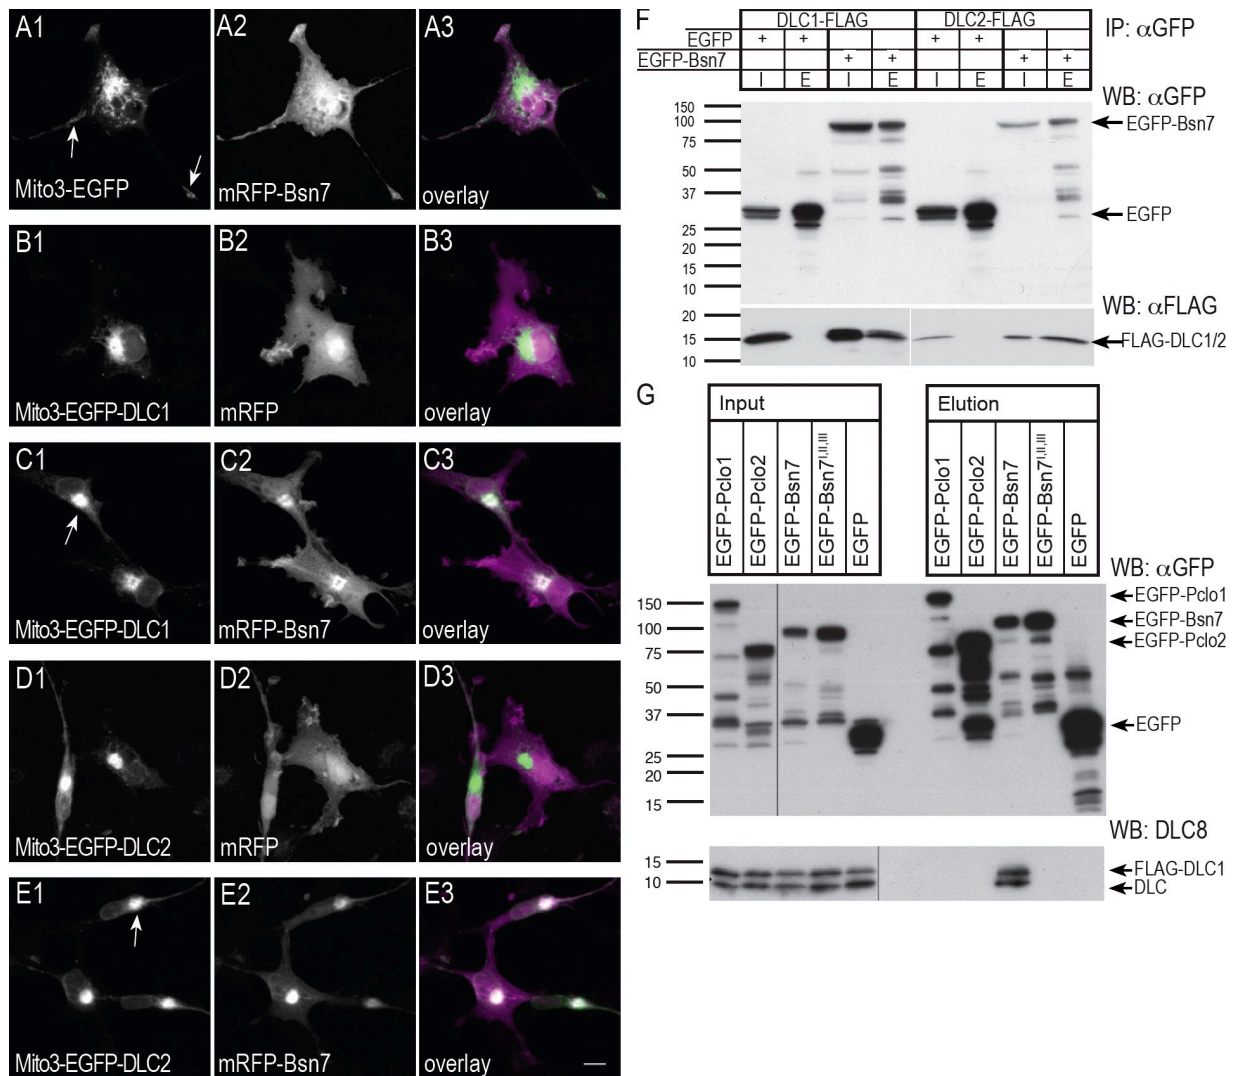 A1
A2
A3
Mito3-EGFP
mRFP-Bsn7
overlay
B1
B2
B3
Mito3-EGFP-DLC1
mRFP
overlay
C1
C2
C3
Mito3-EGFP-DLC1
mRFP-Bsn7
overlay
D1
D2
D3
Mito3-EGFP-DLC2
mRFP
overlay
E1
E2
E3
Mito3-EGFP-DLC2
mRFP-Bsn7
overlay
F
DLC1-FLAG DLC2-FLAG
IP: αGFP
EGFP + + + +
EGFP-Bsn7 + + + +
I E I E I E I E
WB: αGFP
150
100
75
50
37
25
20
15
10
EGFP-Bsn7
EGFP
WB: αFLAG
20
15
10
FLAG-DLC1/2
G
Input
Elution
EGFP-Pclo1
EGFP-Pclo2
EGFP-Bsn7
EGFP-Bsn7I,II,III
EGFP
EGFP-Pclo1
EGFP-Pclo2
EGFP-Bsn7
EGFP-Bsn7I,II,III
EGFP
WB: αGFP
150
100
75
50
37
25
20
15
EGFP-Pclo1
EGFP-Bsn7
EGFP-Pclo2
EGFP
WB: DLC8
15
10
FLAG-DLC1
DLC